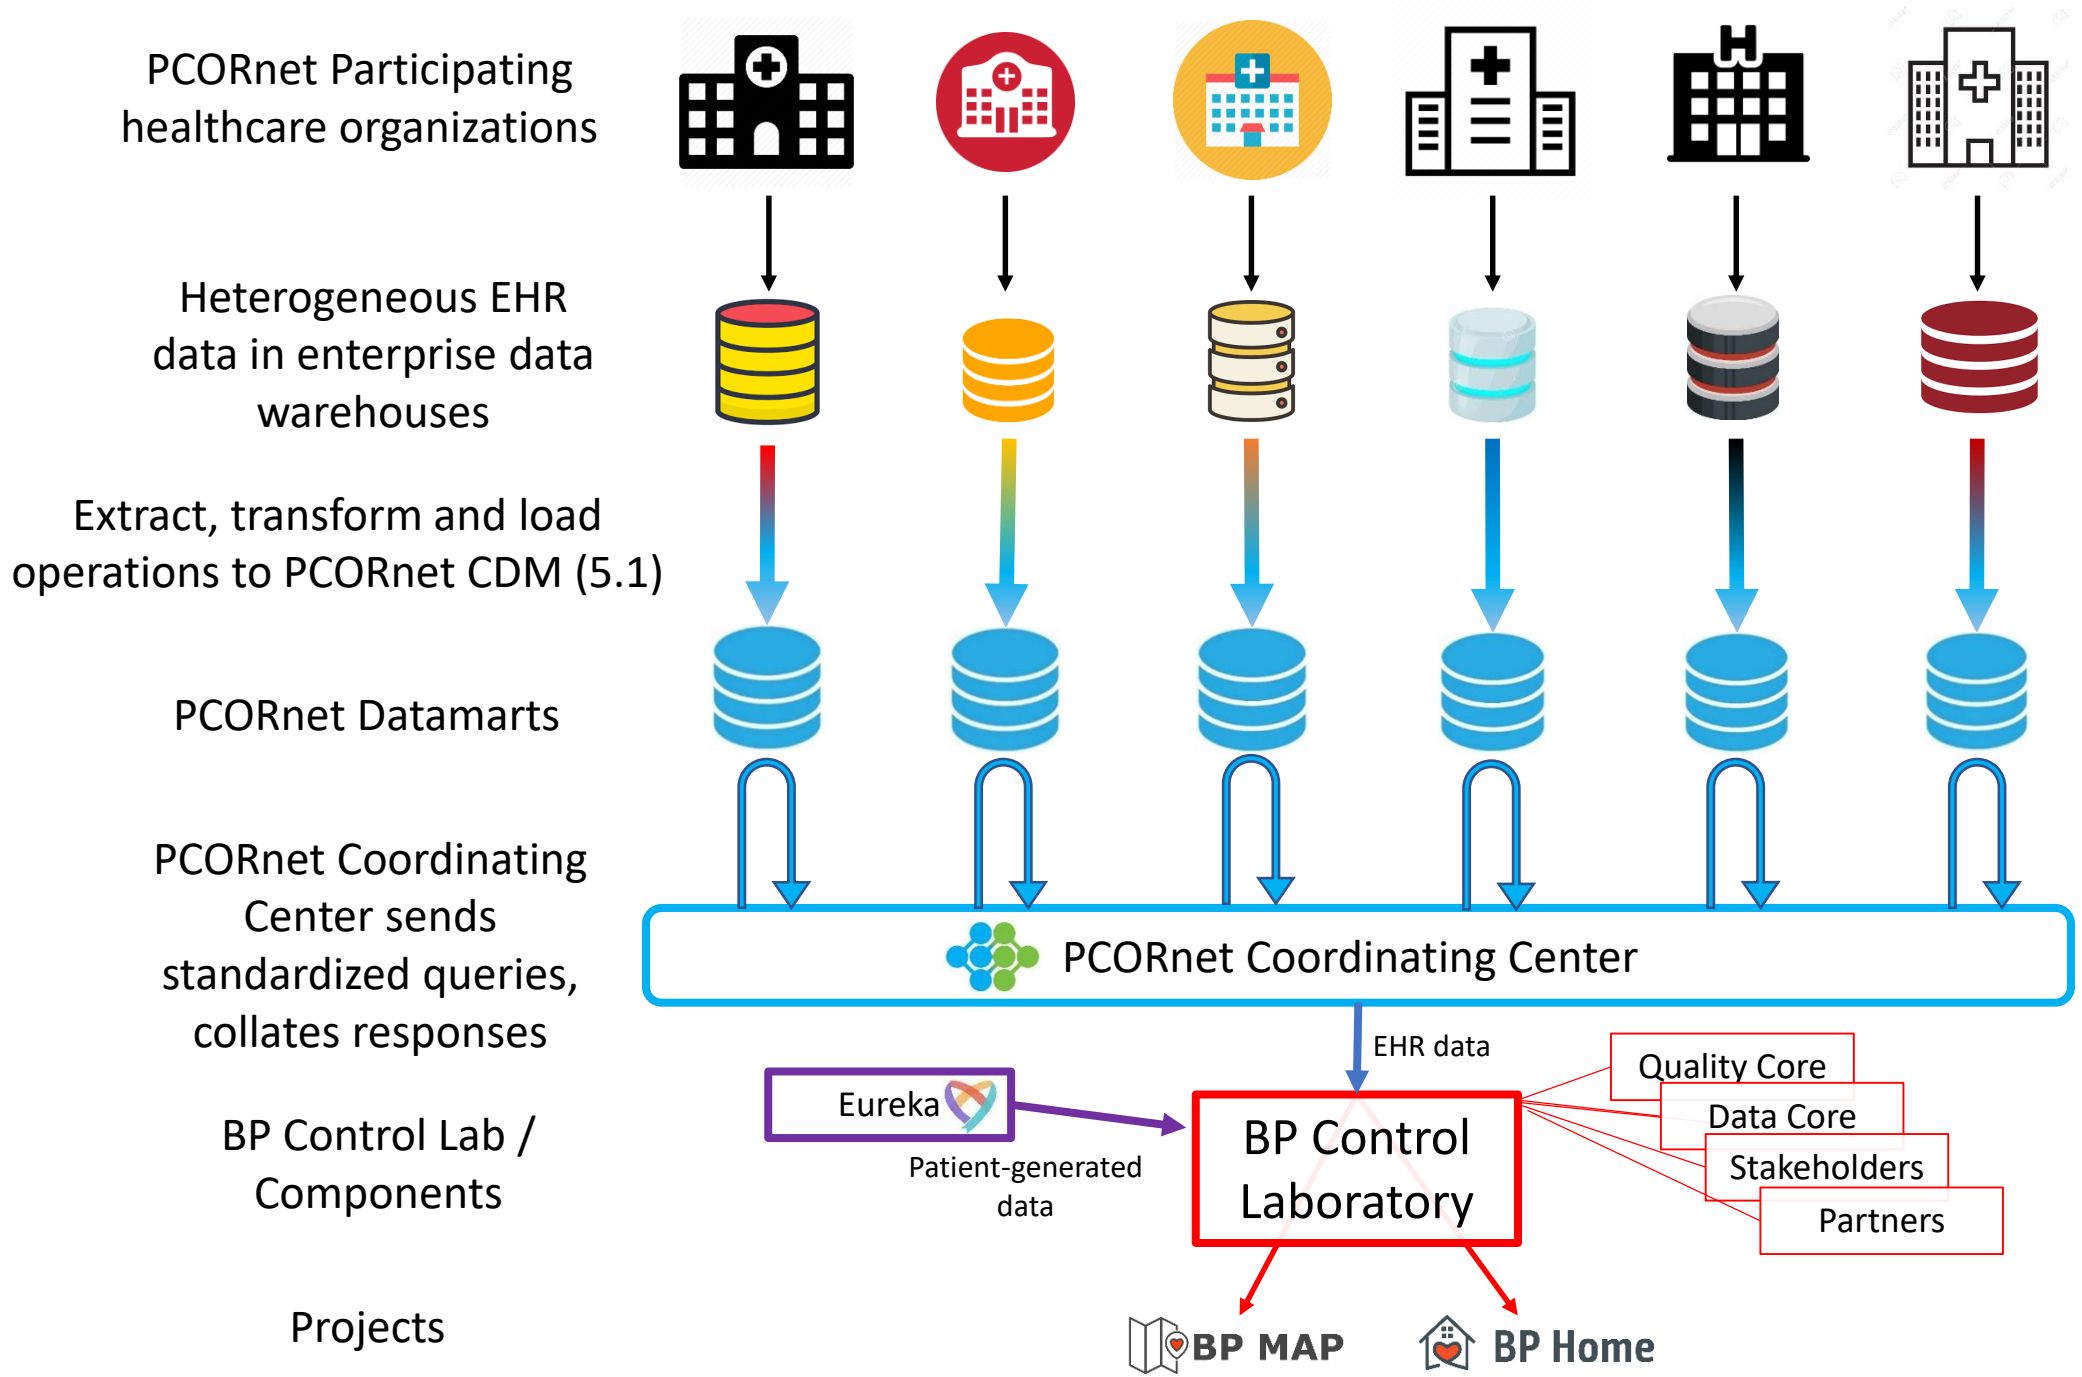 PCORnet Participating
healthcare organizations
H
Heterogeneous EHR
data in enterprise data
warehouses
Extract, transform and load
operations to PCORnet CDM (5.1)
PCORnet Datamarts
PCORnet Coordinating
Center sends
standardized queries,
collates responses
PCORnet Coordinating Center
EHR data
Eureka
Patient-generated
data
BP Control
Laboratory
Quality Core
Data Core
Stakeholders
Partners
BP Control Lab /
Components
Projects
BP MAP
BP Home